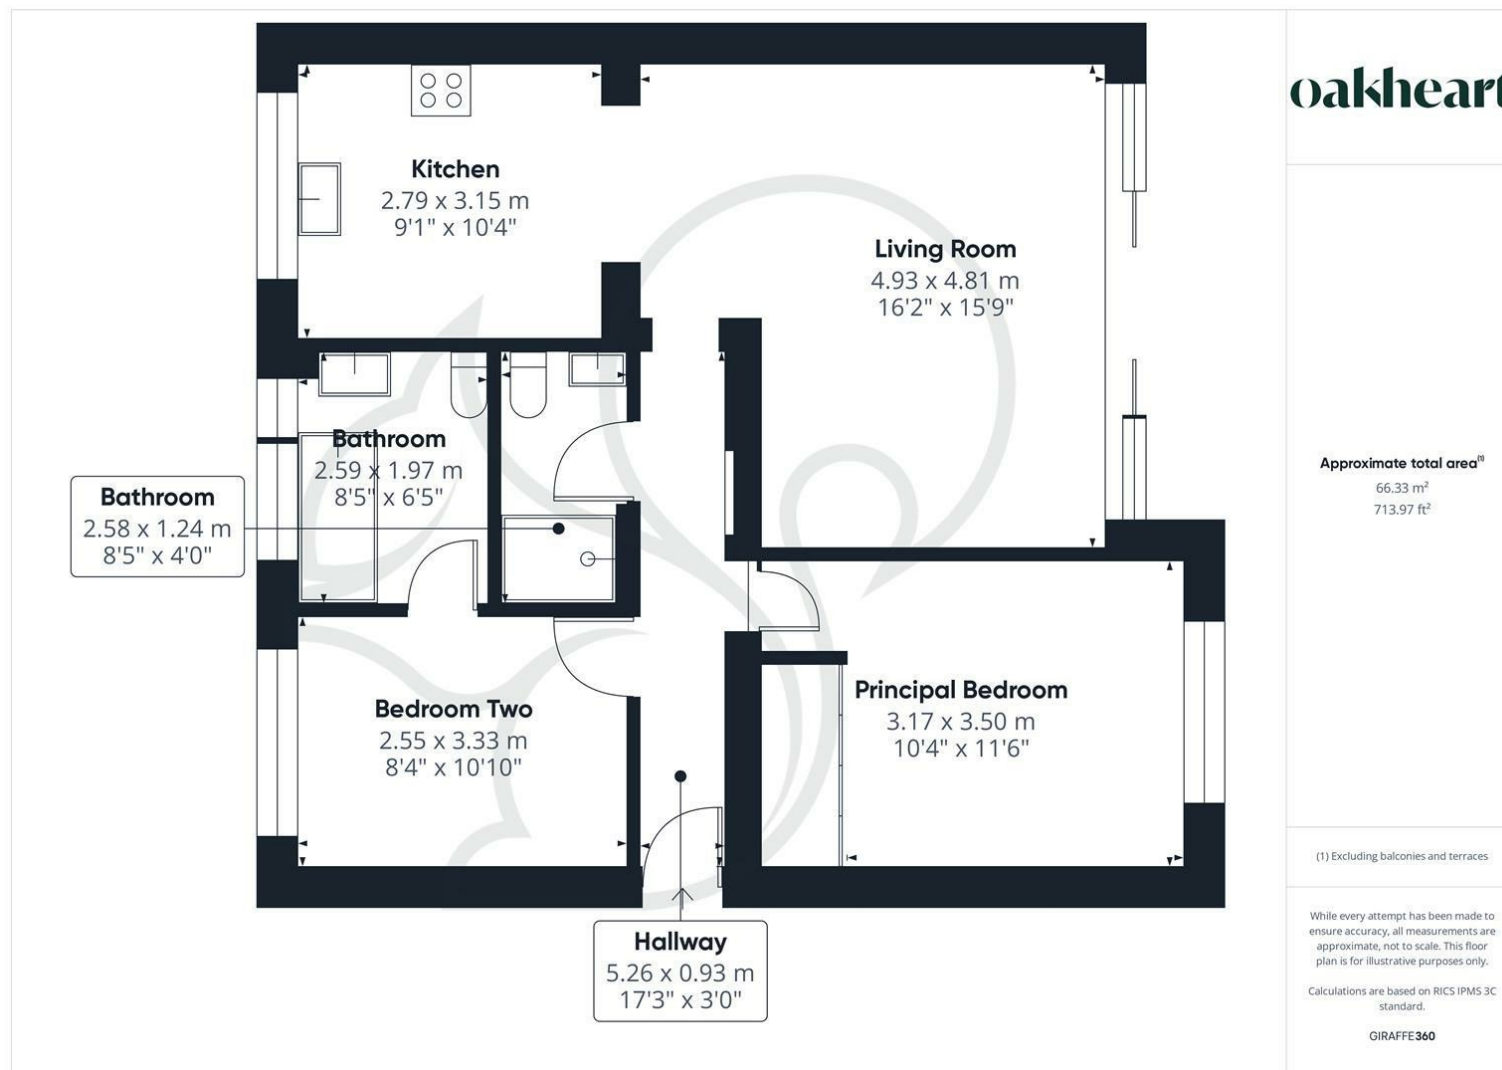 Kitchen
2.79 x 3.15 m
9'1" x 10'4"
Living Room
4.93 x 4.81 m
16'2" x 15'9"
Bathroom
2.59 x 1.97 m
8'5" x 6'5"
Bathroom
2.58 x 1.24 m
8'5" x 4'0"
Bedroom Two
2.55 x 3.33 m
8'4" x 10'10"
Principal Bedroom
3.17 x 3.50 m
10'4" x 11'6"
Hallway
5.26 x 0.93 m
17'3" x 3'0"
oakheart
Approximate total area(1)
66.33 m²
713.97 ft²
(1) Excluding balconies and terraces
While every attempt has been made to
ensure accuracy, all measurements are
approximate, not to scale. This floor
plan is for illustrative purposes only.
Calculations are based on RICS IPMS 3C
standard.
GIRAFFE360